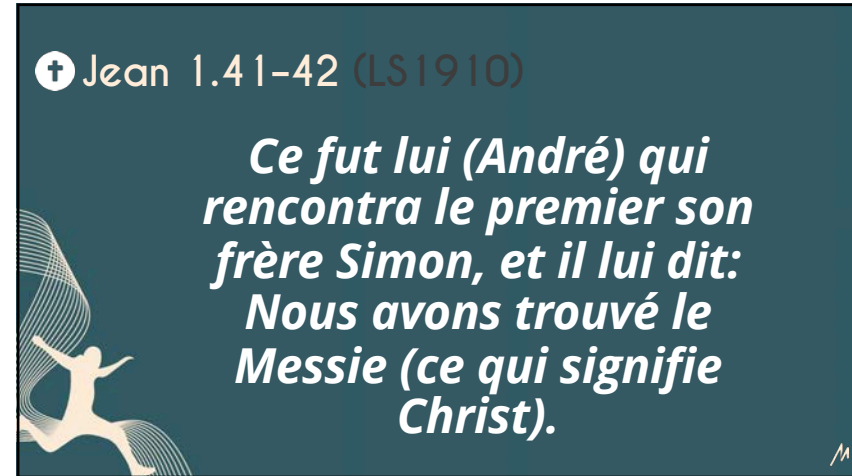 Jean 1.41-42 (LS1910)
Ce fut lui (André) qui
rencontra le premier son
frère Simon, et il lui dit:
Nous avons trouvé le
Messie (ce qui signifie
Christ).